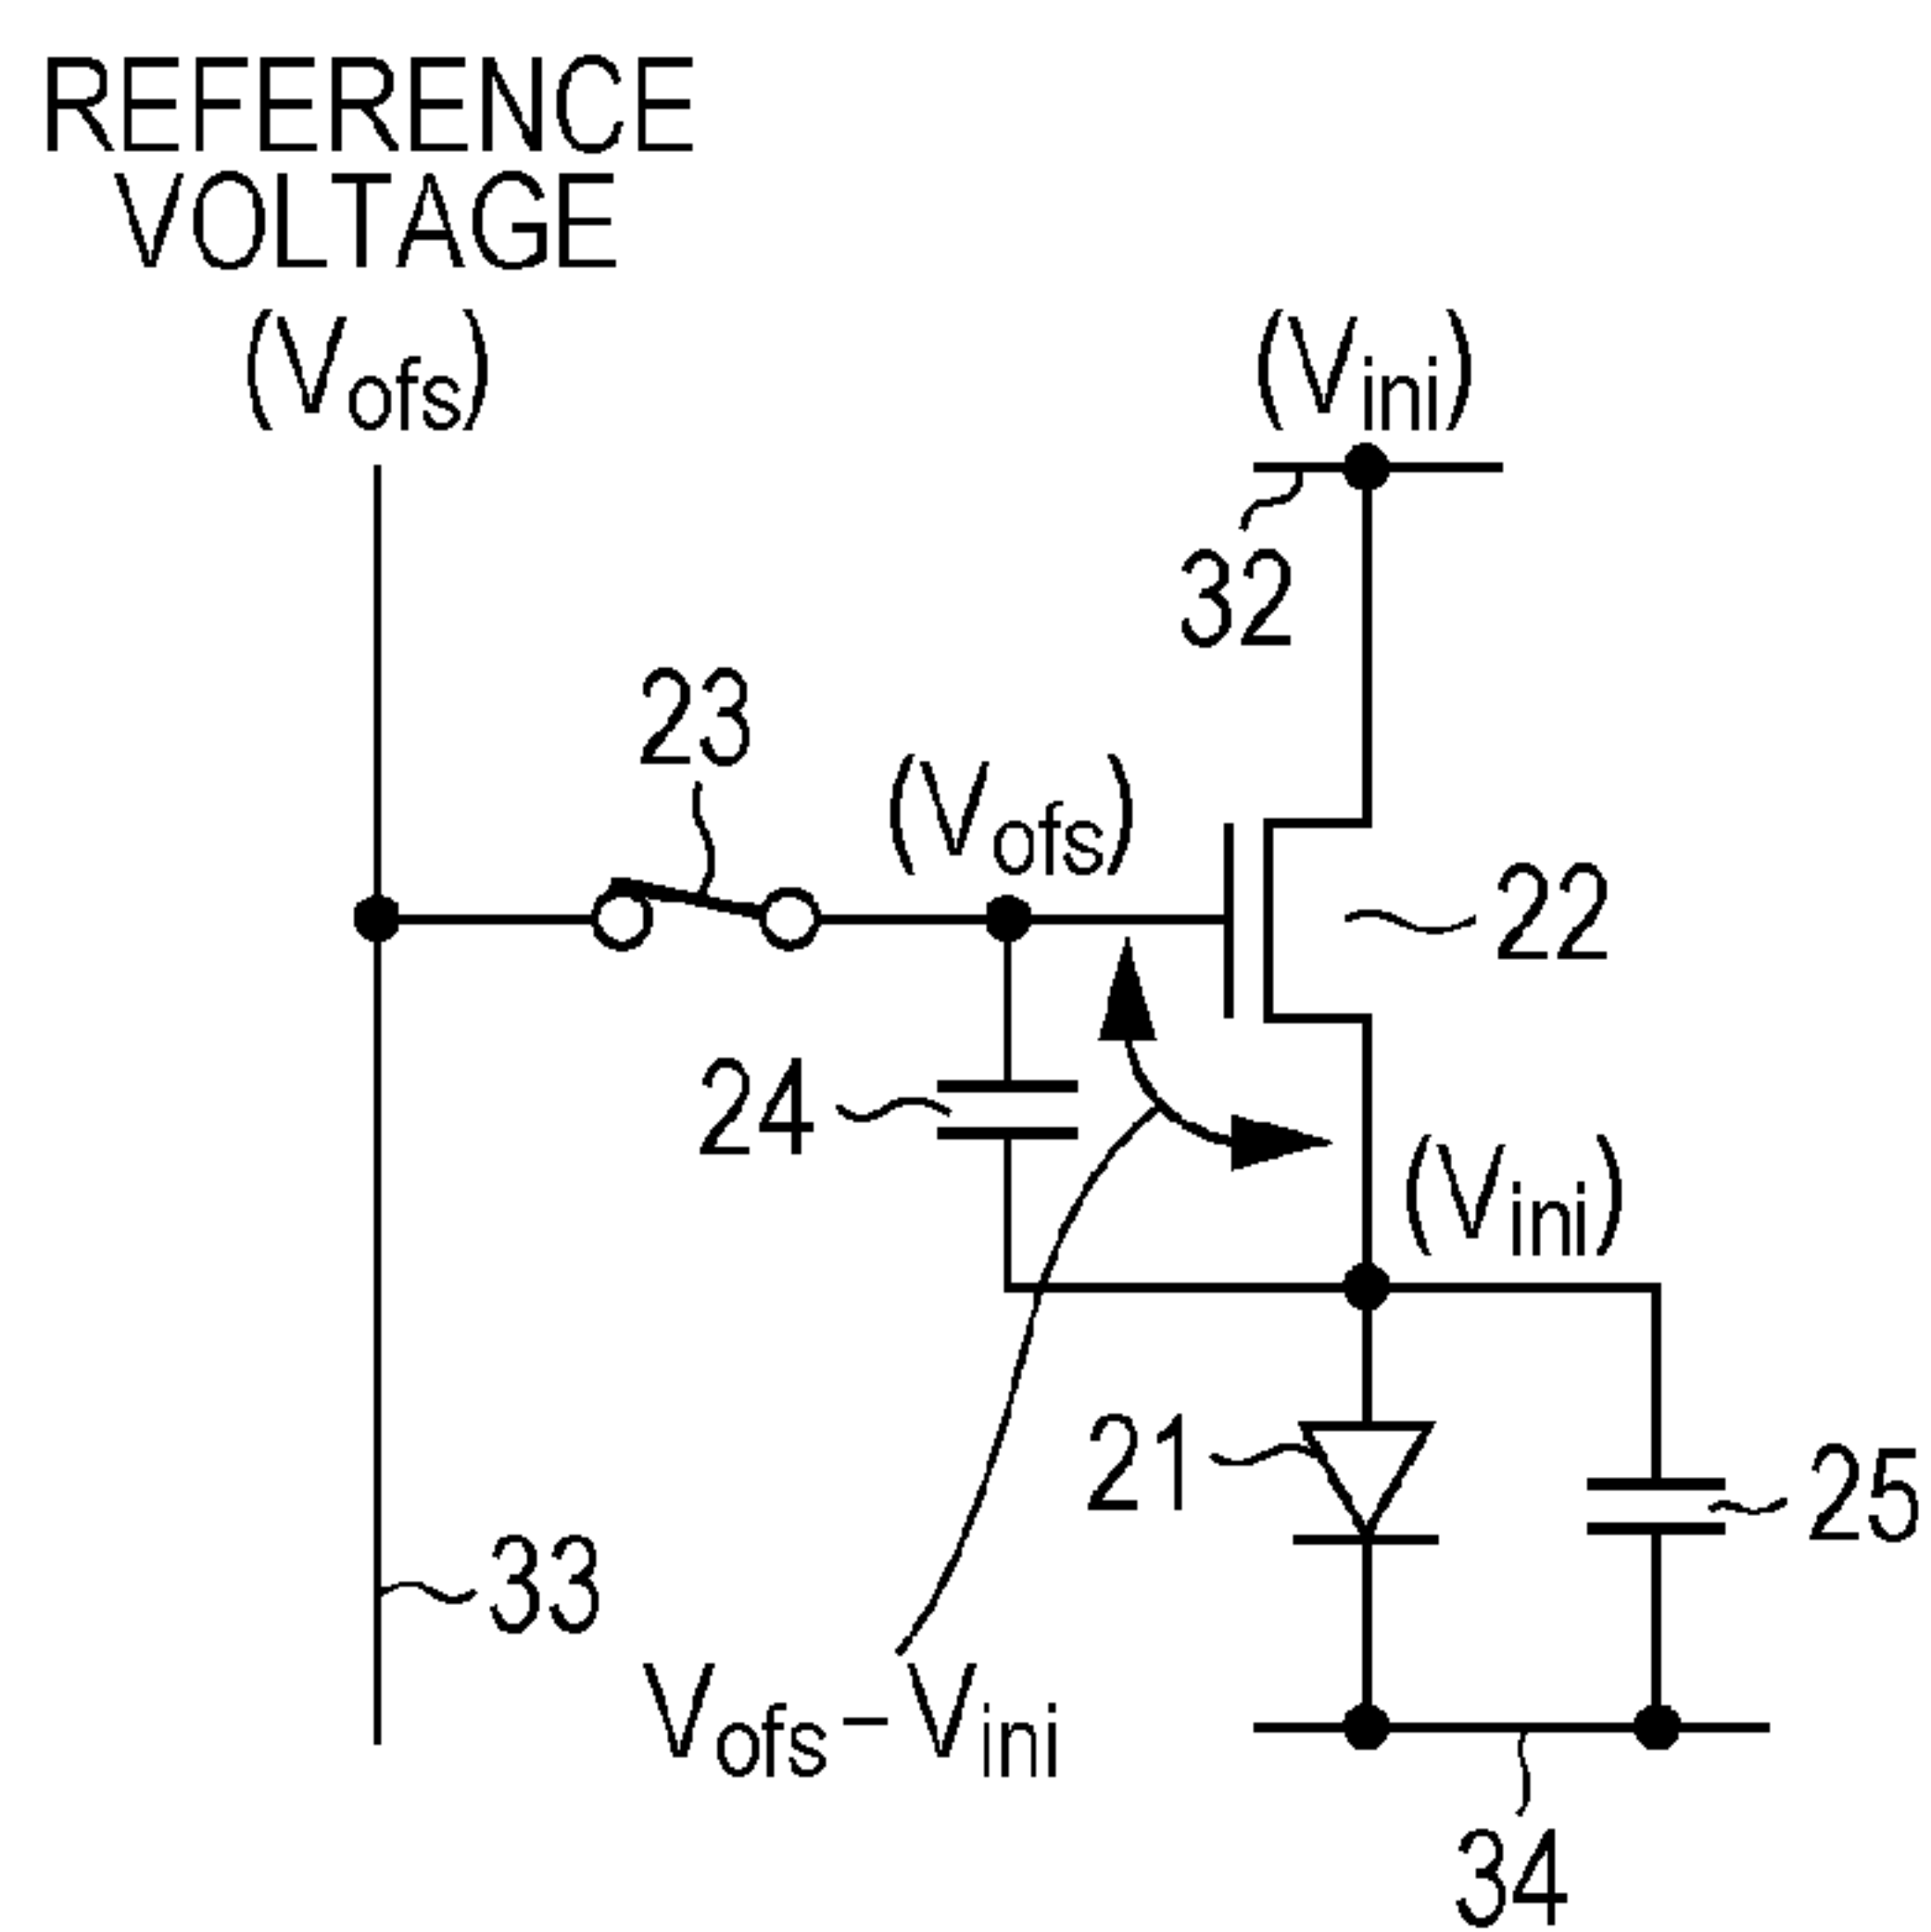 REFERENCE
VOLTAGE
(Vofs)
(Vini)
32
23
(Vofs)
22
24
(Vini)
21
25
33
Vofs-Vini
34